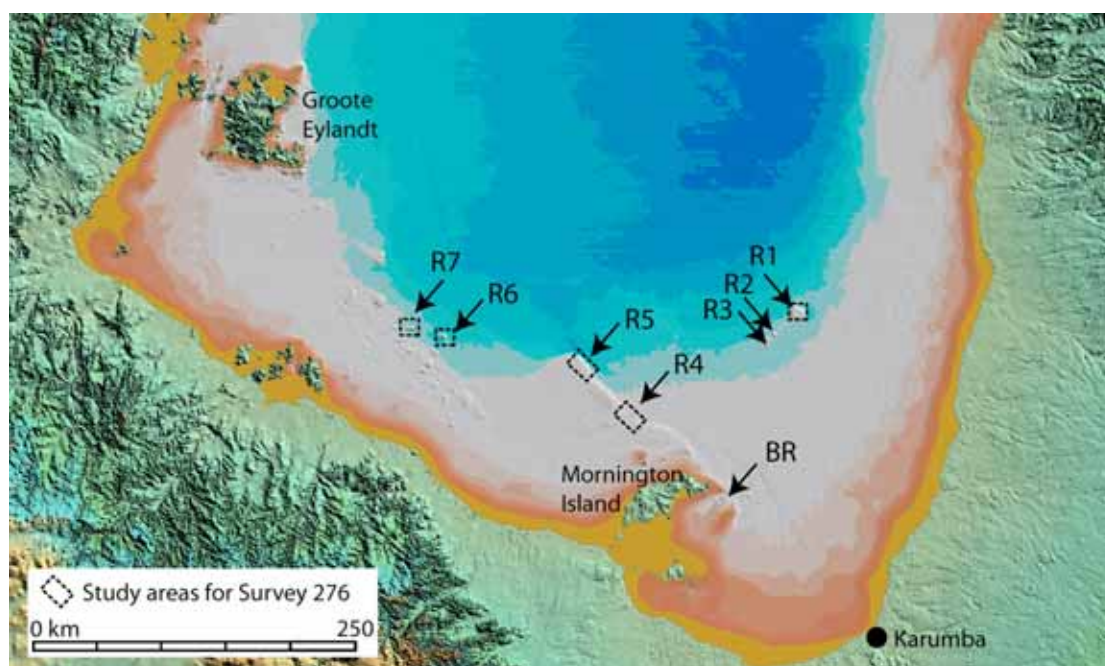 Groote
Eylandt
R1
R2
R3
R7
R6
R5
R4
BR
Mornington
Island
Study areas for Survey 276
0 km 250
Karumba